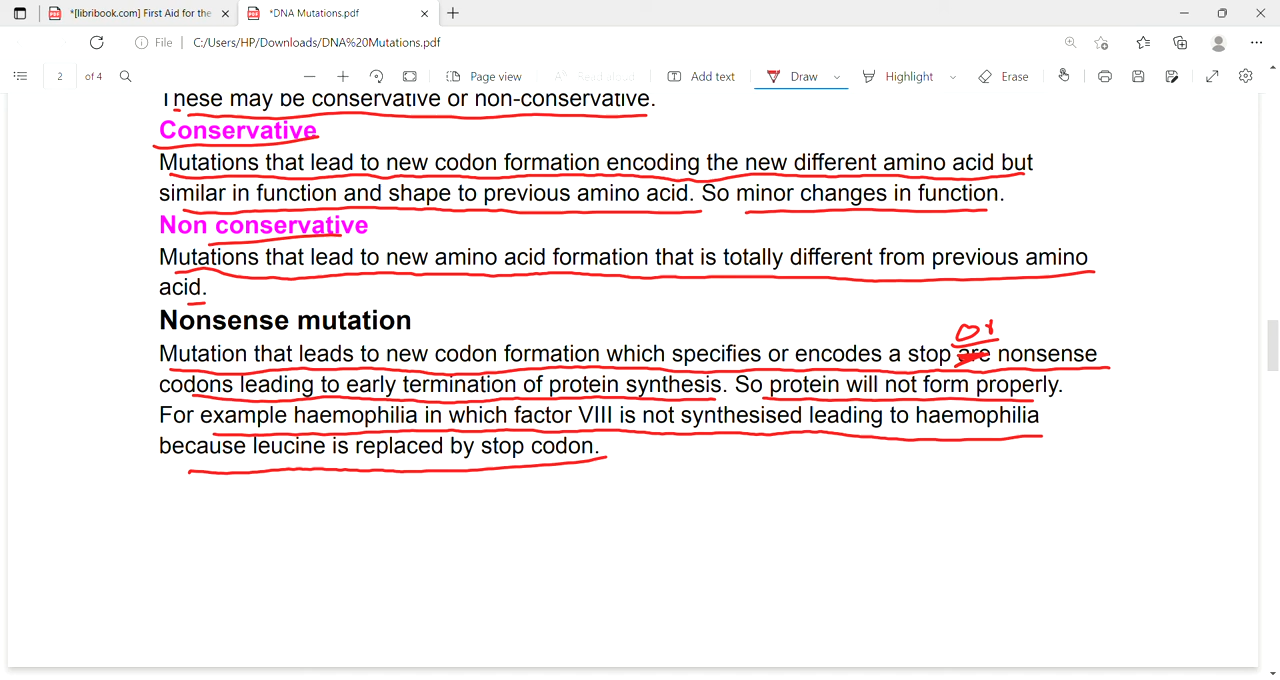 *[libribook.com] First Aid for the
*DNA Mutations.pdf
File | C:/Users/HP/Downloads/DNA%20Mutations.pdf
2 of 4 Page view Read aloud Add text Draw Highlight Erase
These may be conservative or non-conservative.
Conservative
Mutations that lead to new codon formation encoding the new different amino acid but
similar in function and shape to previous amino acid. So minor changes in function.
Non conservative
Mutations that lead to new amino acid formation that is totally different from previous amino
acid.
Nonsense mutation
or
Mutation that leads to new codon formation which specifies or encodes a stop are nonsense
codons leading to early termination of protein synthesis. So protein will not form properly.
For example haemophilia in which factor VIII is not synthesised leading to haemophilia
because leucine is replaced by stop codon.